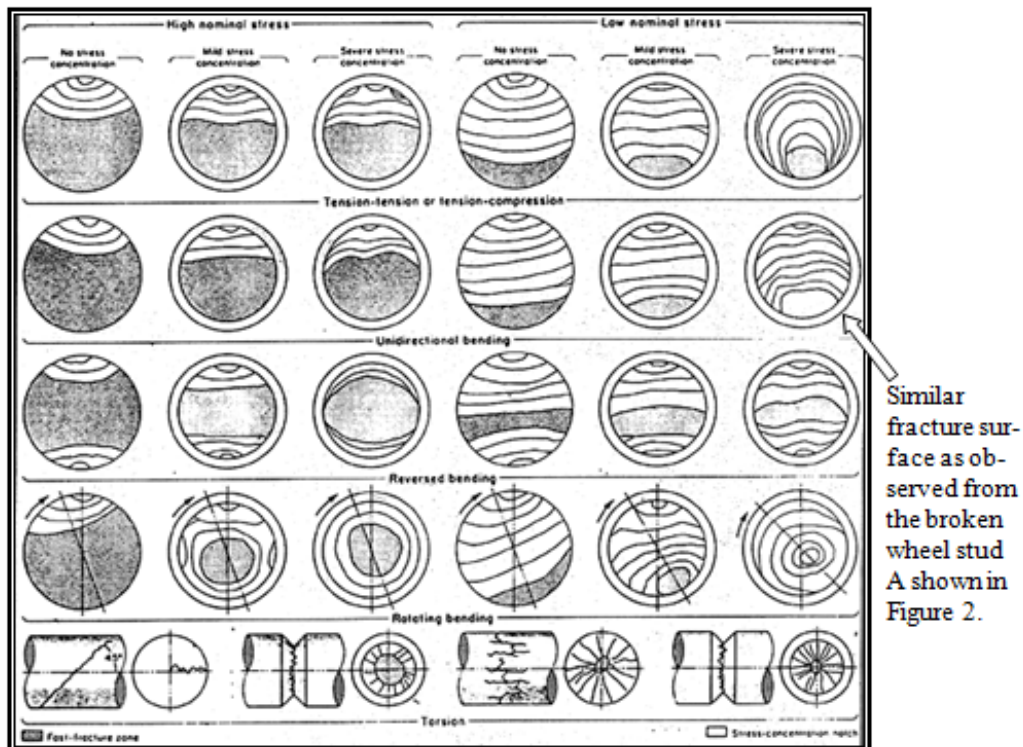 High nominal stress
Low nominal stress
No stress
concentration
Mild stress
concentration
Severe stress
concentration
No stress
concentration
Mild stress
concentration
Severe stress
concentration
Tension-tension or tension-compression
Unidirectional bending
Reversed bending
Rotating bending
Torsion
Fast-fracture zone
Stress-concentration notch
Similar
fracture sur-
face as ob-
served from
the broken
wheel stud
A shown in
Figure 2.